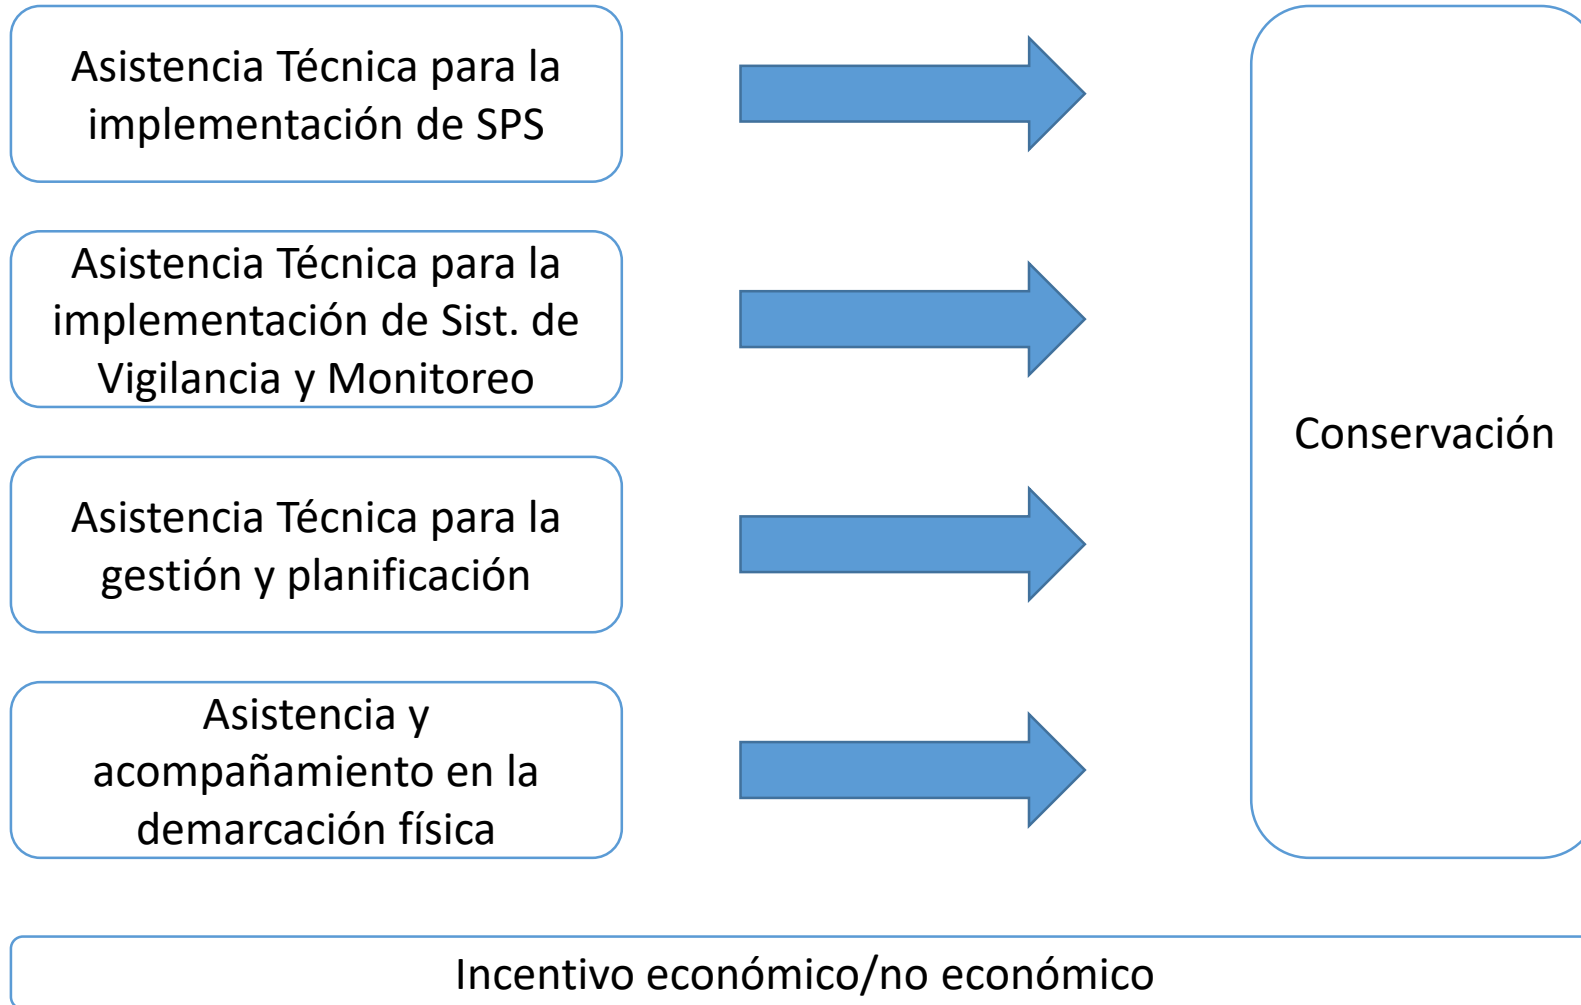 Asistencia Técnica para la
implementación de SPS
Asistencia Técnica para la
implementación de Sist. de
Vigilancia y Monitoreo
Asistencia Técnica para la
gestión y planificación
Asistencia y
acompañamiento en la
demarcación física
Conservación
Incentivo económico/no económico